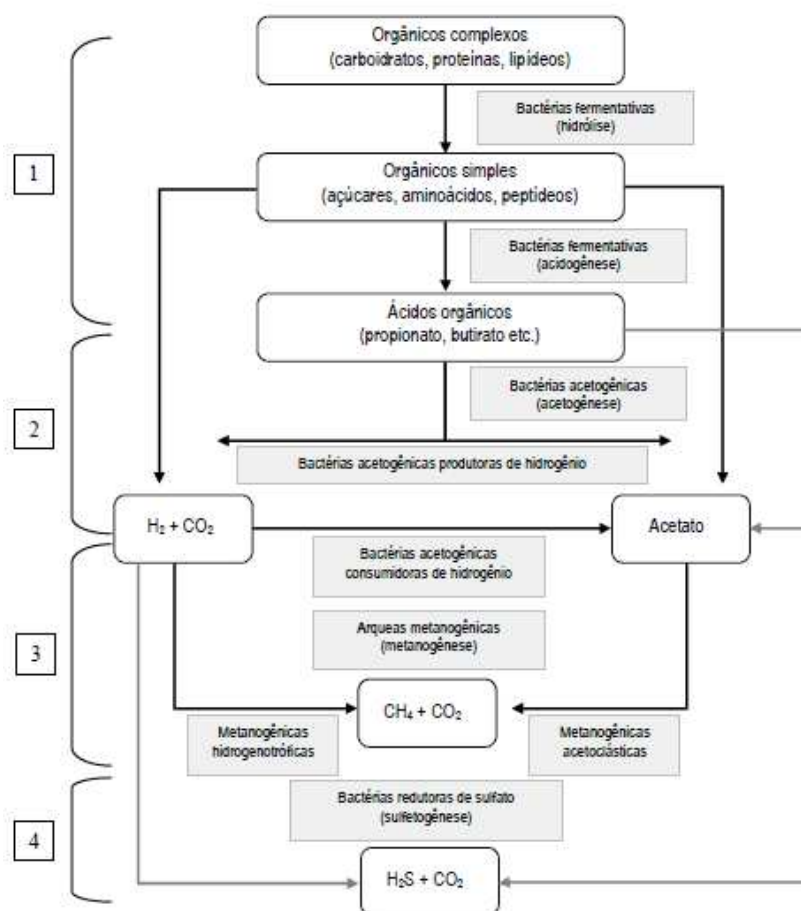 Orgânicos complexos
(carboidratos, proteínas, lipídeos)
Bactérias fermentativas
(hidrólise)
1
Orgânicos simples
(açúcares, aminoácidos, peptídeos)
Bactérias fermentativas
(acidogênese)
Ácidos orgânicos
(propionato, butirato etc.)
2
Bactérias acetogênicas
(acetogênese)
Bactérias acetogênicas produtoras de hidrogênio
H₂ + CO₂
Acetato
Bactérias acetogênicas
consumidoras de hidrogênio
3
Arqueas metanogênicas
(metanogênese)
CH₄ + CO₂
Metanogênicas
hidrogenotróficas
Metanogênicas
acetoclásticas
4
Bactérias redutoras de sulfato
(sulfetogênese)
H₂S + CO₂